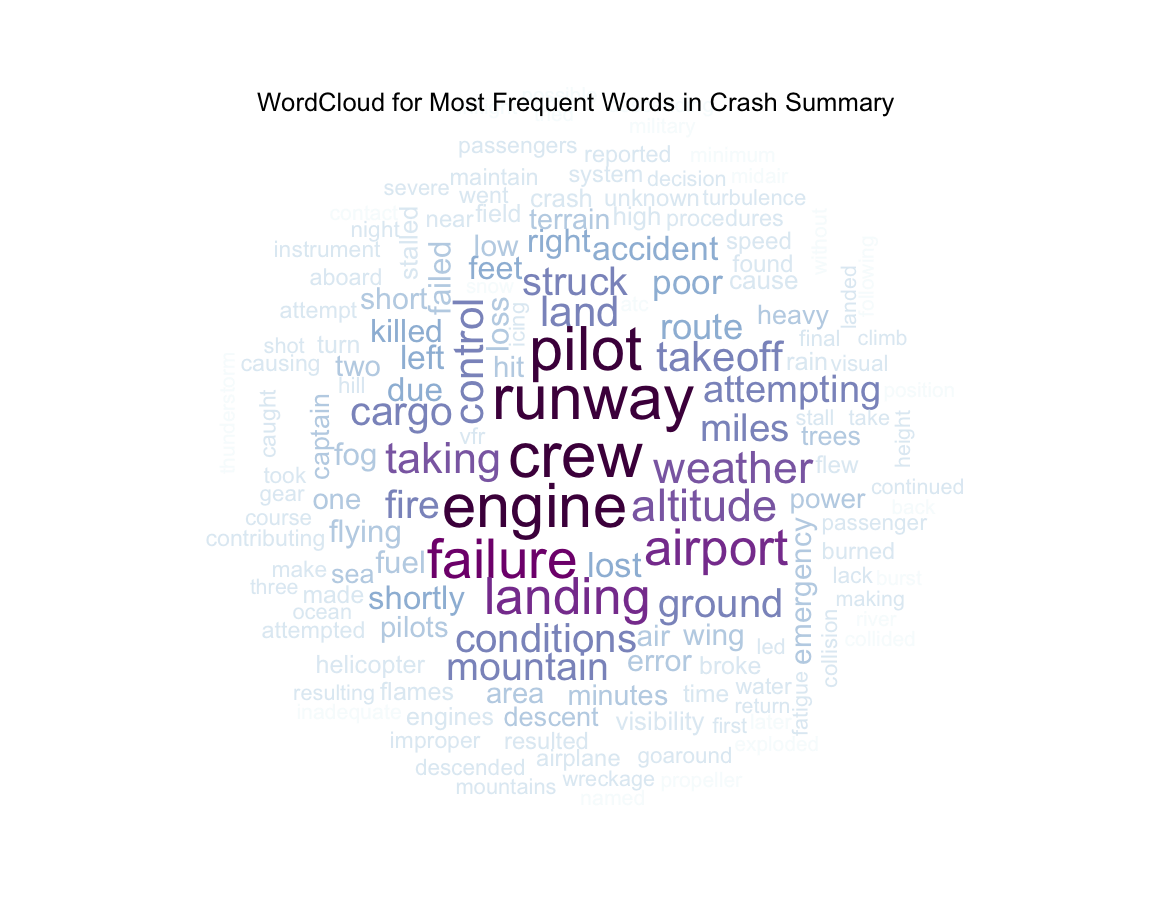 WordCloud for Most Frequent Words in Crash Summary
military
passengers reported minimum
maintain system decision midair
severe went crash unknown turbulence
contact stalled near field terrain high procedures without
night low right accident speed following
instrument failed feet found
aboard struck poor cause landed
snow
short control loss icing land
attempt killed route heavy
shot turn left pilot takeoff final climb
causing two hit rain visual
thunderstorm hill due runway attempting position
caught captain cargo miles stall take height
vfr trees
fog taking crew weather flew
took
gear one fire engine altitude power continued
course back
contributing flying emergency passenger
fuel failure lost airport burned
make sea lack burst
three made shortly landing ground making
ocean river
attempted pilots conditions air wing collision collided
helicopter mountain error broke led
resulting flames area minutes time water fatigue
inadequate engines descent visibility first return later
improper resulted exploded
descended airplane goaround
mountains wreckage propeller
named